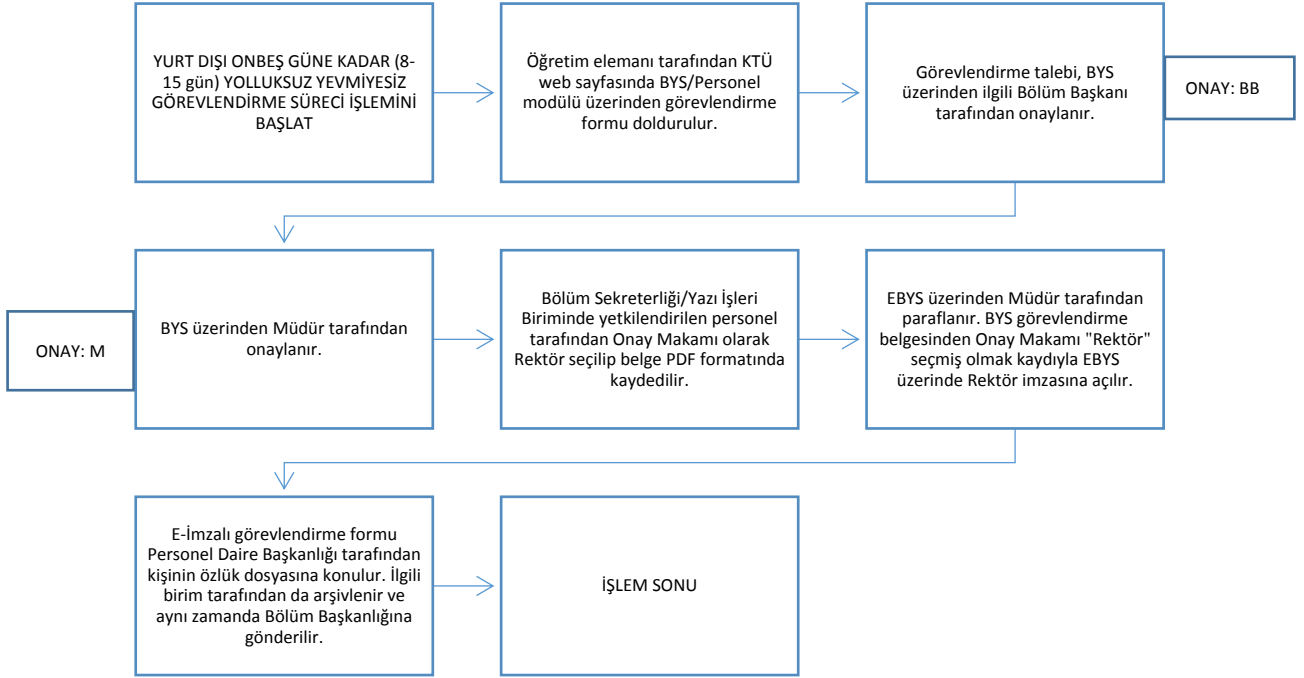 YURT DIŞI ONBEŞ GÜNE KADAR (8-
15 gün) YOLLUKSUZ YEVMİYESİZ
GÖREVLENDİRME SÜRECİ İŞLEMİNİ
BAŞLAT
Öğretim elemanı tarafından KTÜ
web sayfasında BYS/Personel
modülü üzerinden görevlendirme
formu doldurulur.
Görevlendirme talebi, BYS
üzerinden ilgili Bölüm Başkanı
tarafından onaylanır.
ONAY: BB
ONAY: M
BYS üzerinden Müdür tarafından
onaylanır.
Bölüm Sekreterliği/Yazı İşleri
Biriminde yetkilendirilen personel
tarafından Onay Makamı olarak
Rektör seçilip belge PDF formatında
kaydedilir.
EBYS üzerinden Müdür tarafından
paraflanır. BYS görevlendirme
belgesinden Onay Makamı "Rektör"
seçmiş olmak kaydıyla EBYS
üzerinde Rektör imzasına açılır.
E-İmzalı görevlendirme formu
Personel Daire Başkanlığı tarafından
kişinin özlük dosyasına konulur. İlgili
birim tarafından da arşivlenir ve
aynı zamanda Bölüm Başkanlığına
gönderilir.
İŞLEM SONU